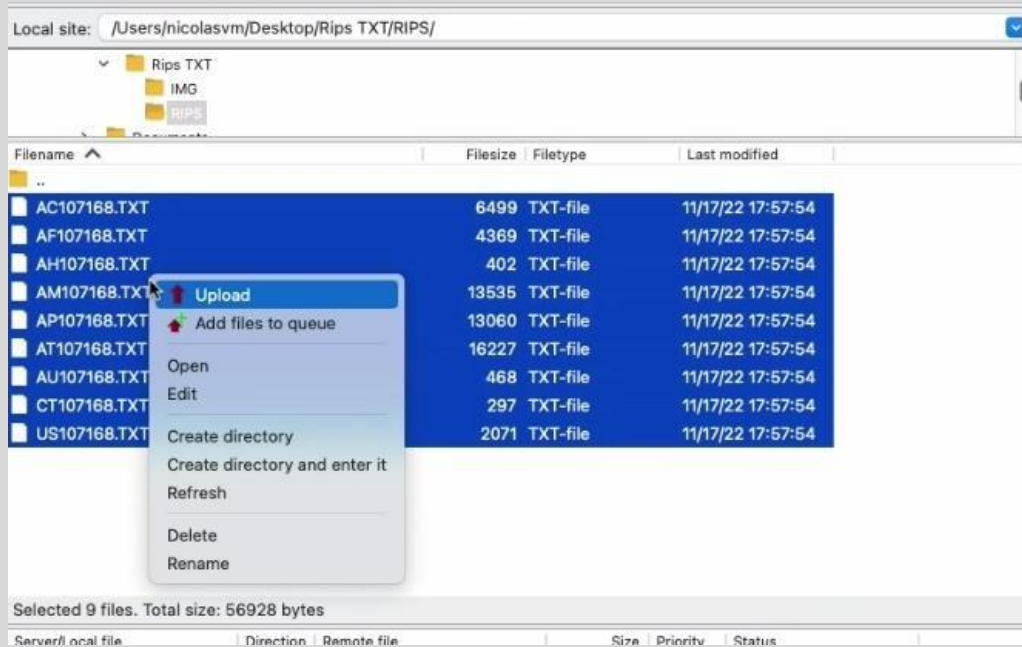 Local site: /Users/nicolasvm/Desktop/Rips TXT/RIPS/
Rips TXT
IMG
RIPS
Documents
Filename Filesize Filetype Last modified
..
AC107168.TXT 6499 TXT-file 11/17/22 17:57:54
AF107168.TXT 4369 TXT-file 11/17/22 17:57:54
AH107168.TXT 402 TXT-file 11/17/22 17:57:54
AM107168.TXT 13535 TXT-file 11/17/22 17:57:54
AP107168.TXT 13060 TXT-file 11/17/22 17:57:54
AT107168.TXT 16227 TXT-file 11/17/22 17:57:54
AU107168.TXT 468 TXT-file 11/17/22 17:57:54
CT107168.TXT 297 TXT-file 11/17/22 17:57:54
US107168.TXT 2071 TXT-file 11/17/22 17:57:54
Upload
Add files to queue
Open
Edit
Create directory
Create directory and enter it
Refresh
Delete
Rename
Selected 9 files. Total size: 56928 bytes
Server/Local file Direction Remote file Size Priority Status